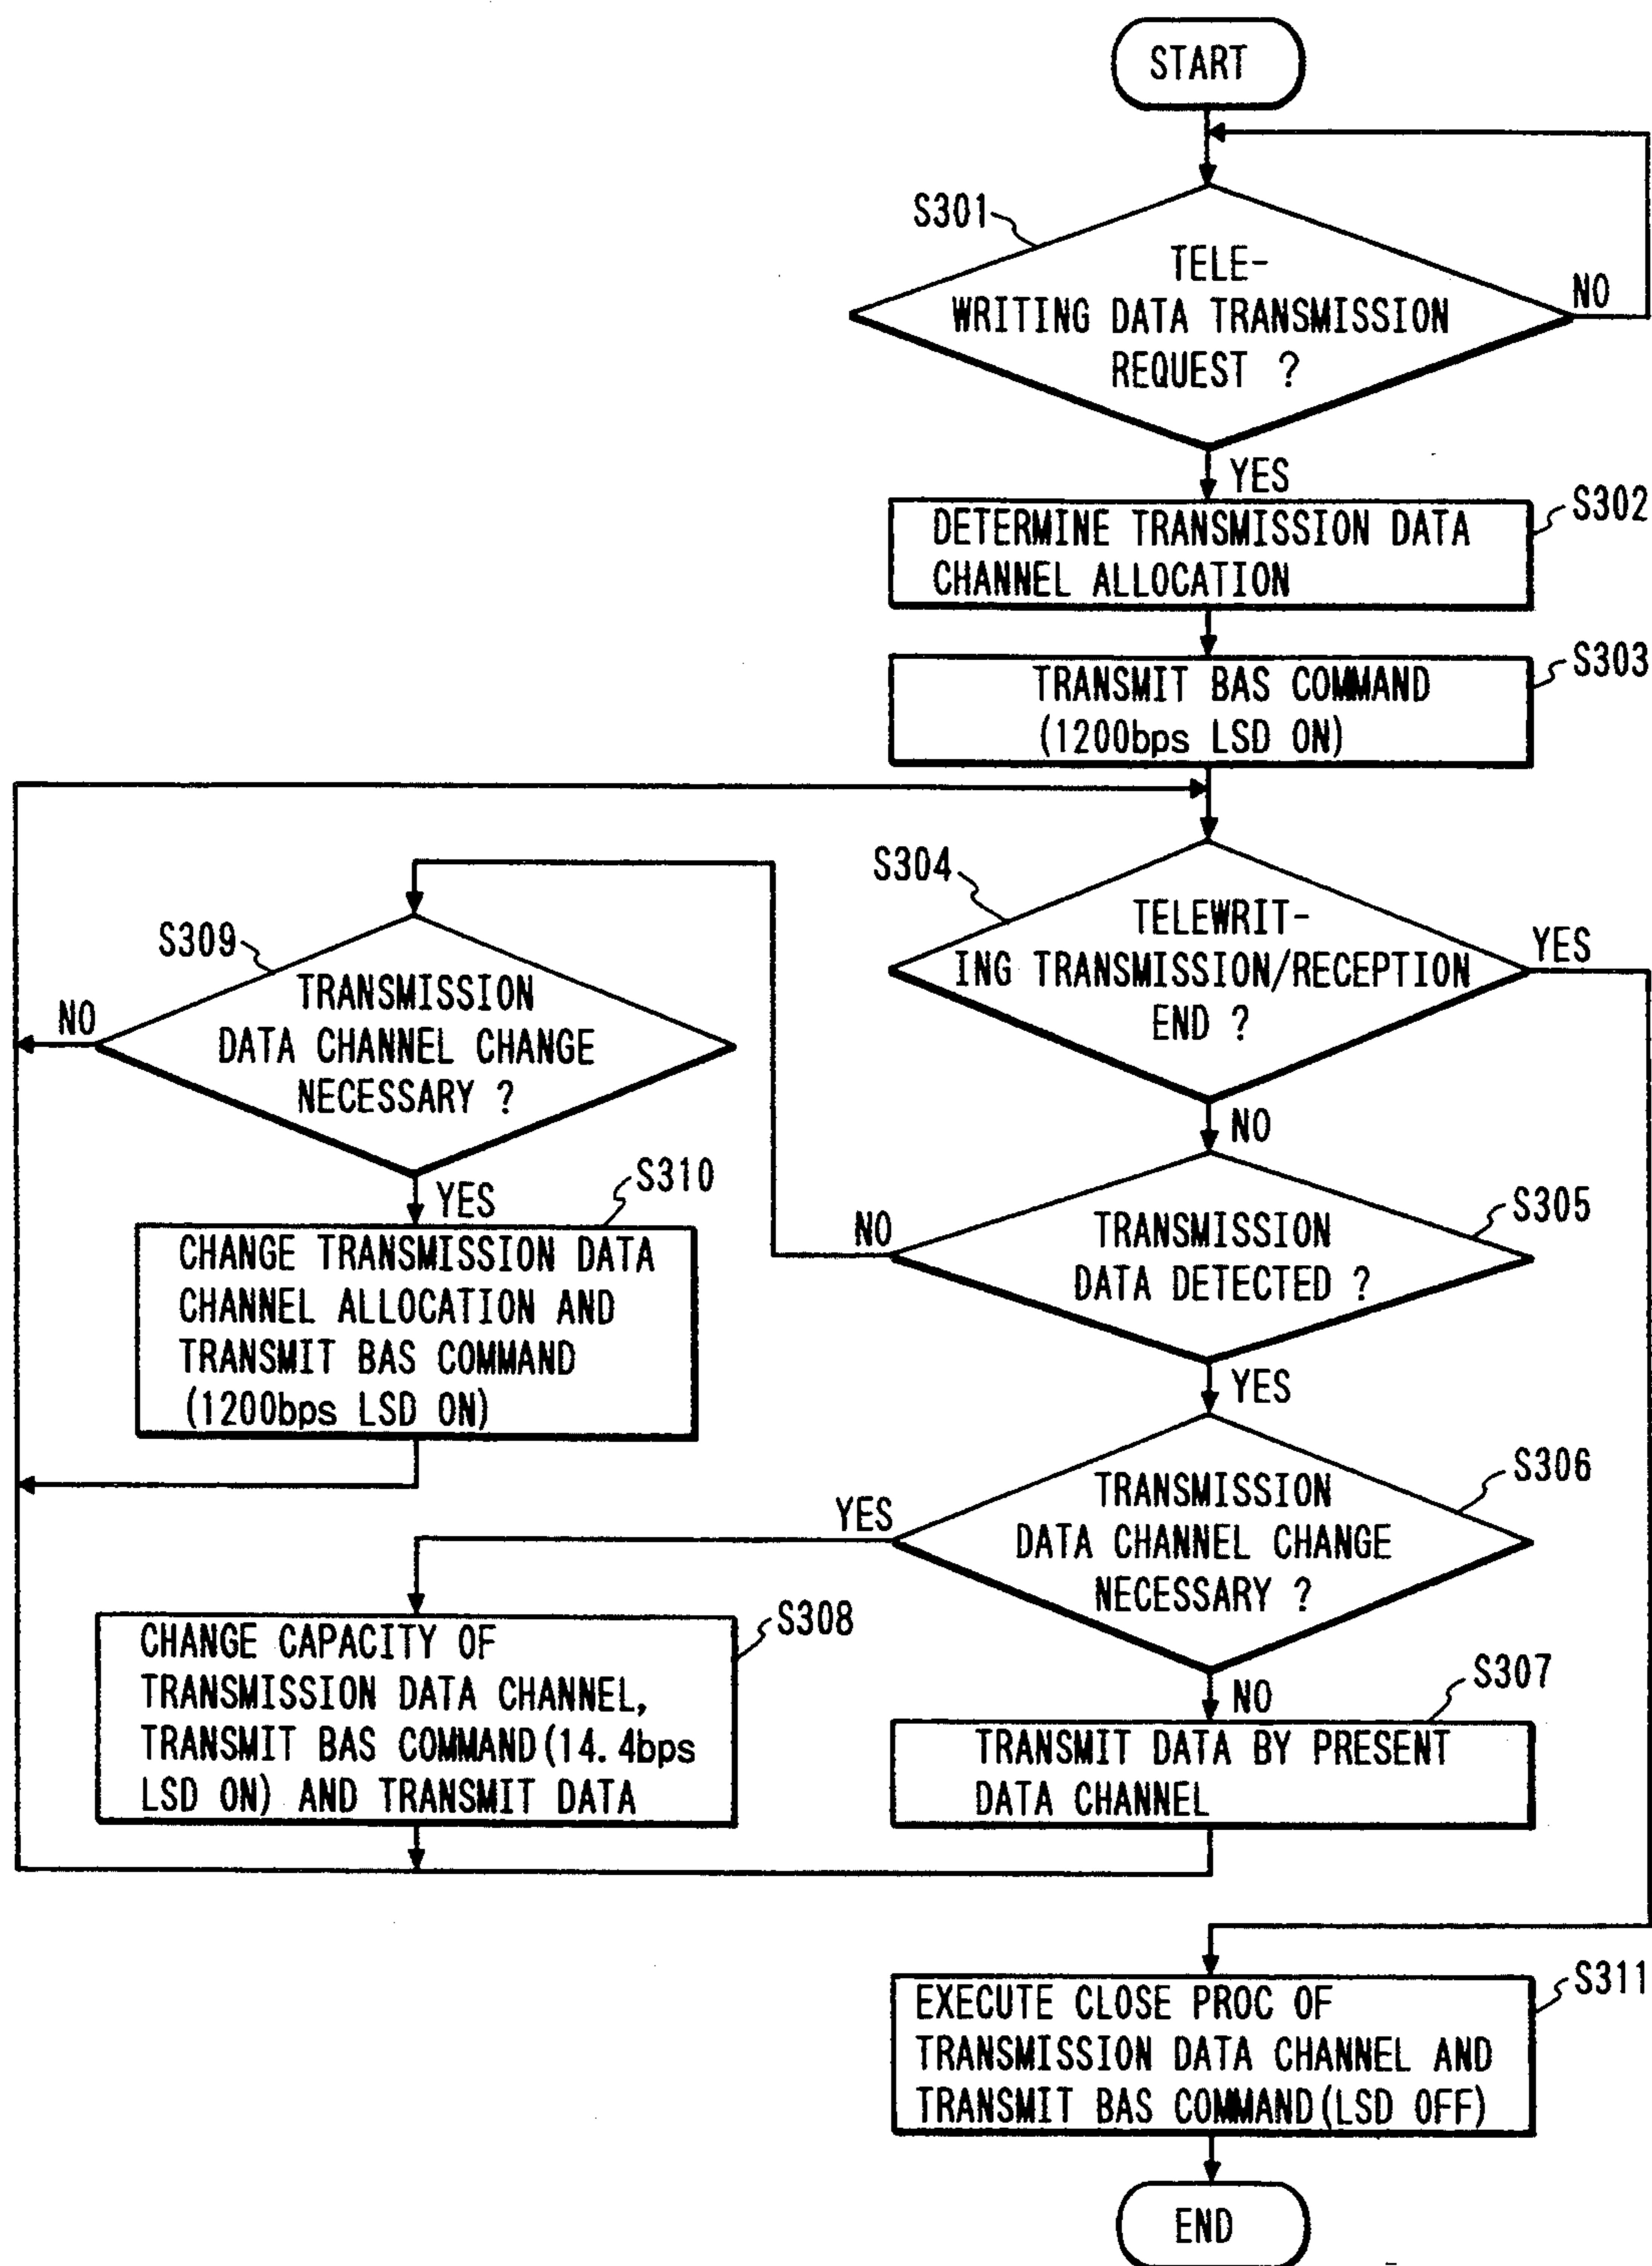 START
S301
TELE-
WRITING DATA TRANSMISSION
REQUEST ?
NO
YES
S302
DETERMINE TRANSMISSION DATA
CHANNEL ALLOCATION
S303
TRANSMIT BAS COMMAND
(1200bps LSD ON)
S304
TELEWRIT-
ING TRANSMISSION/RECEPTION
END ?
YES
NO
S309
TRANSMISSION
DATA CHANNEL CHANGE
NECESSARY ?
NO
YES
S310
CHANGE TRANSMISSION DATA
CHANNEL ALLOCATION AND
TRANSMIT BAS COMMAND
(1200bps LSD ON)
S305
TRANSMISSION
DATA DETECTED ?
NO
YES
S306
TRANSMISSION
DATA CHANNEL CHANGE
NECESSARY ?
YES
NO
S308
CHANGE CAPACITY OF
TRANSMISSION DATA CHANNEL,
TRANSMIT BAS COMMAND(14.4bps
LSD ON) AND TRANSMIT DATA
S307
TRANSMIT DATA BY PRESENT
DATA CHANNEL
S311
EXECUTE CLOSE PROC OF
TRANSMISSION DATA CHANNEL AND
TRANSMIT BAS COMMAND(LSD OFF)
END